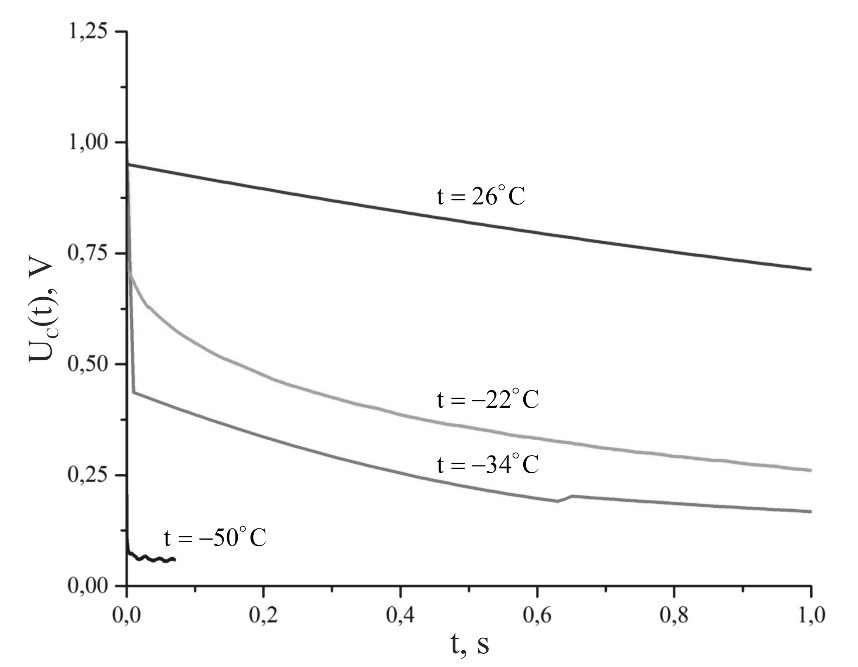 1,25
1,00
0,75
0,50
0,25
0,00
U_C(t), V
t = 26°C
t = −22°C
t = −34°C
t = −50°C
0,0 0,2 0,4 0,6 0,8 1,0
t, s